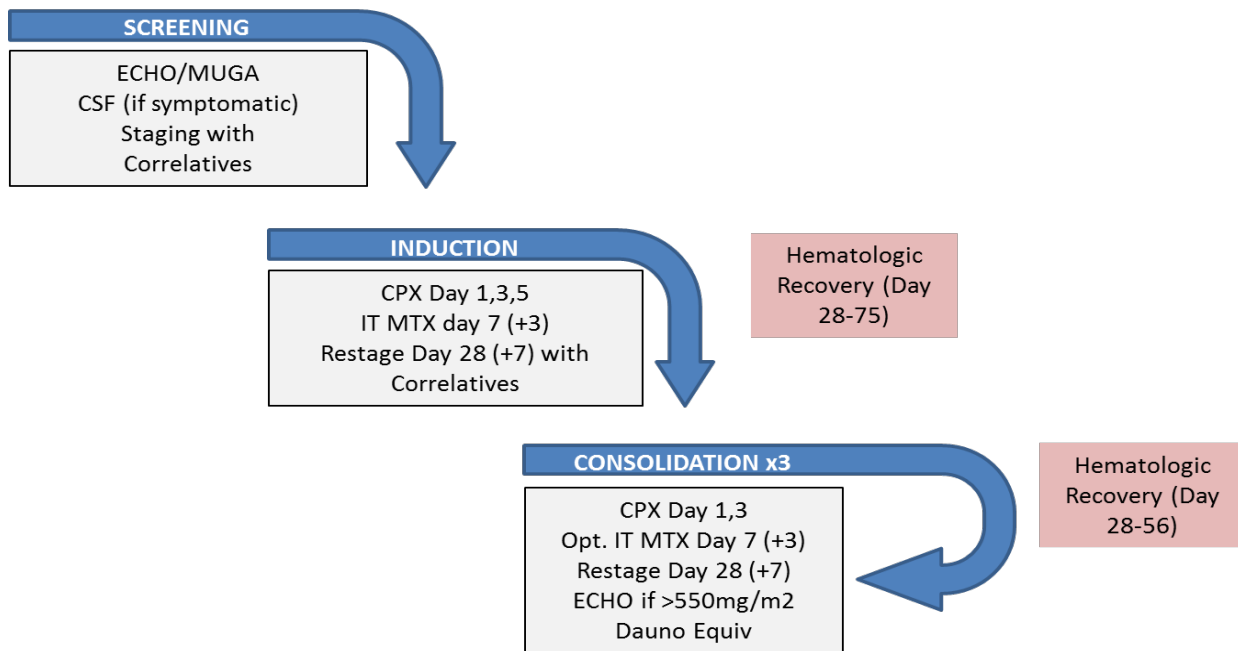 SCREENING
ECHO/MUGA
CSF (if symptomatic)
Staging with
Correlatives
INDUCTION
CPX Day 1,3,5
IT MTX day 7 (+3)
Restage Day 28 (+7) with
Correlatives
Hematologic
Recovery (Day
28-75)
CONSOLIDATION x3
CPX Day 1,3
Opt. IT MTX Day 7 (+3)
Restage Day 28 (+7)
ECHO if >550mg/m2
Dauno Equiv
Hematologic
Recovery (Day
28-56)